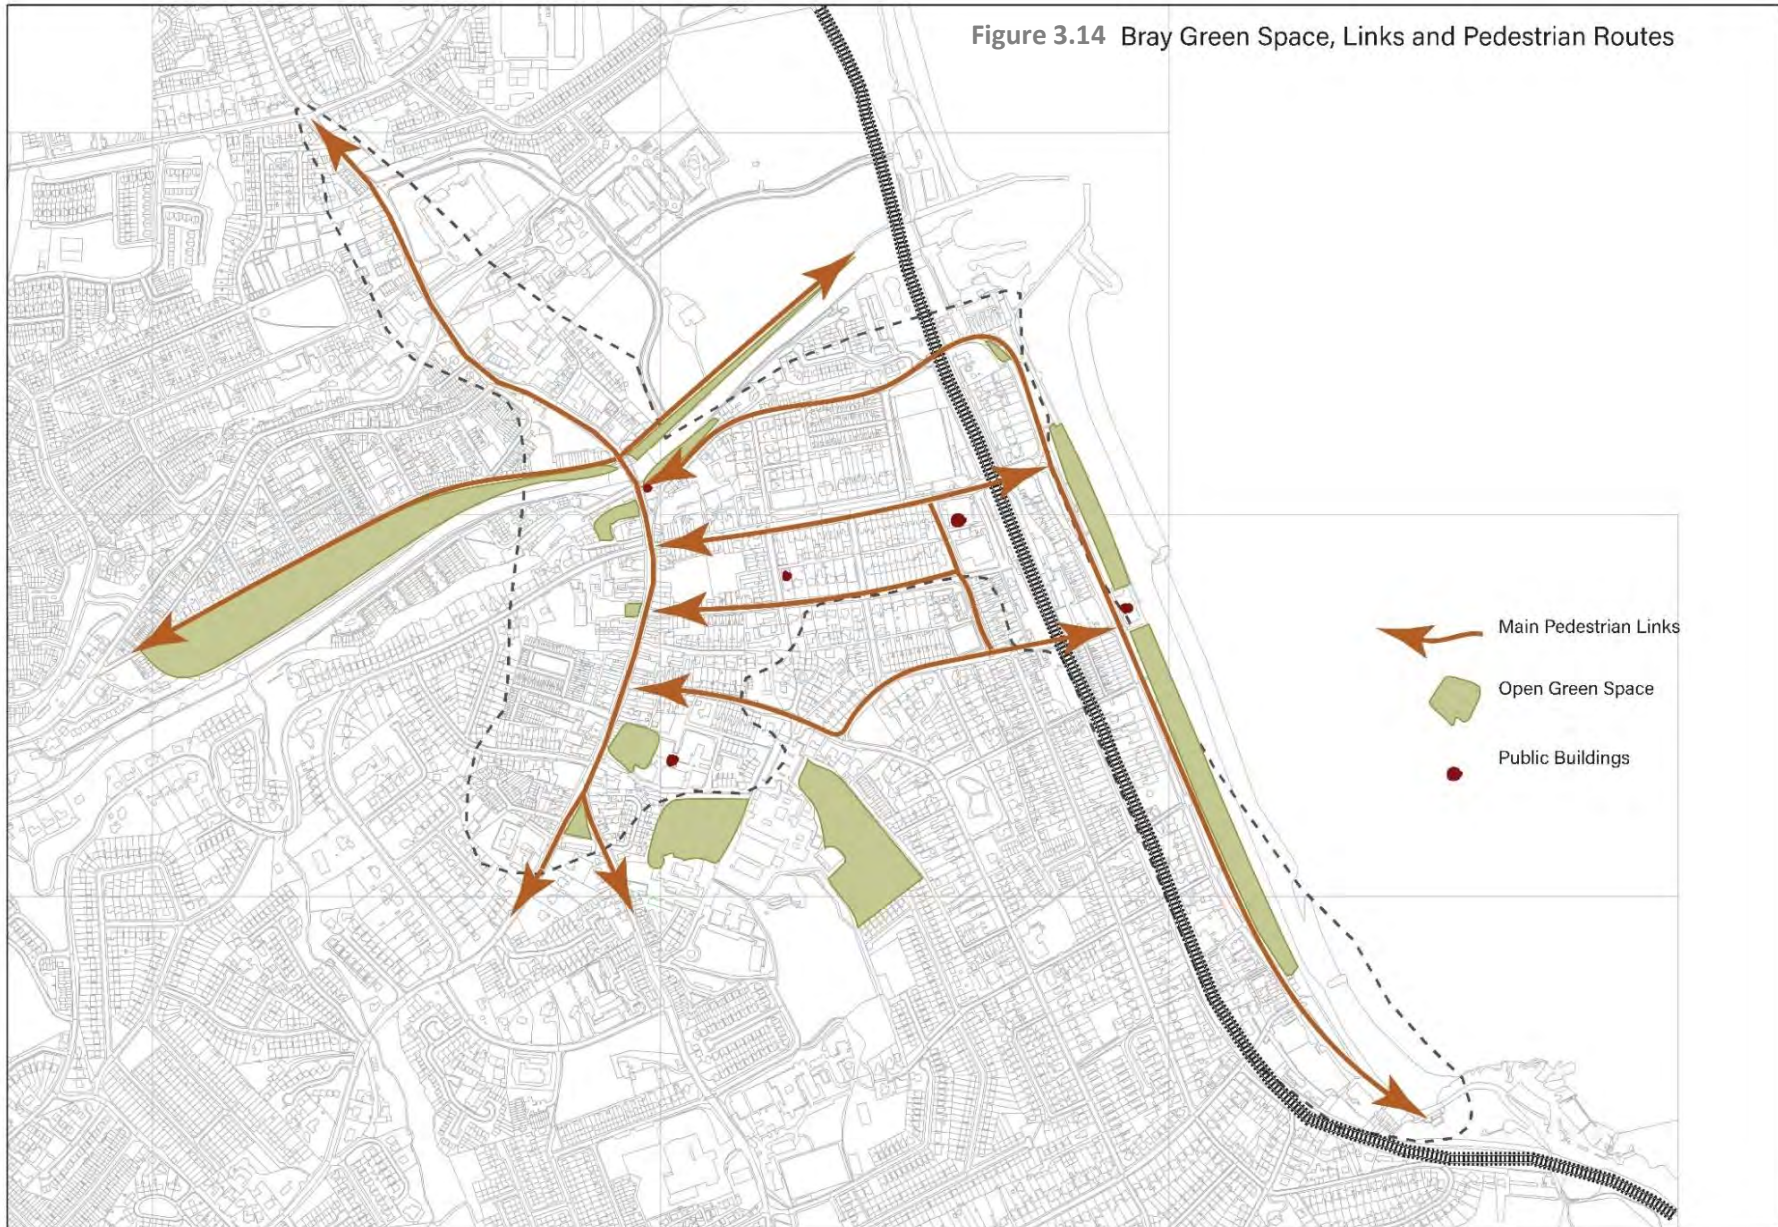 Figure 3.14 Bray Green Space, Links and Pedestrian Routes
Main Pedestrian Links
Open Green Space
Public Buildings